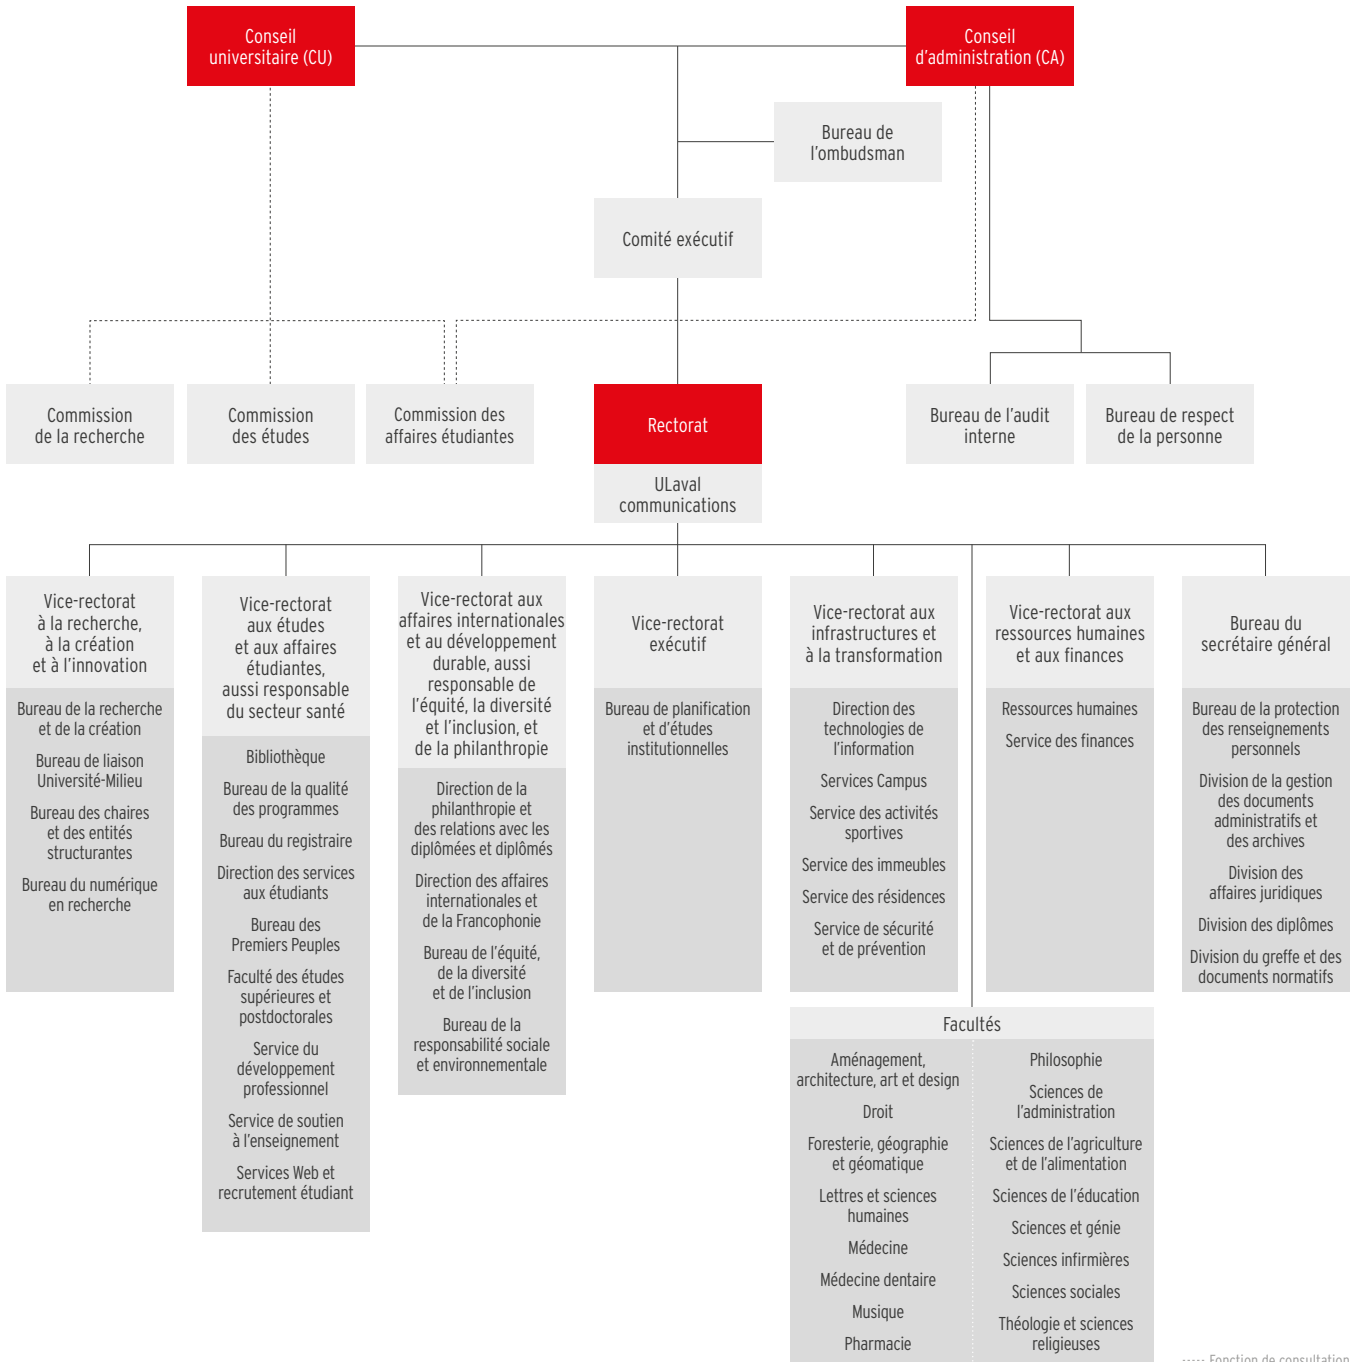 Conseil
universitaire (CU)
Conseil
d'administration (CA)
Bureau de
l'ombudsman
Comité exécutif
Commission
de la recherche
Commission
des études
Commission des
affaires étudiantes
Rectorat
ULaval
communications
Bureau de l'audit
interne
Bureau de respect
de la personne
Vice-rectorat
à la recherche,
à la création
et à l'innovation
Bureau de la recherche
et de la création
Bureau de liaison
Université-Milieu
Bureau des chaires
et des entités
structurantes
Bureau du numérique
en recherche
Vice-rectorat
aux études
et aux affaires
étudiantes,
aussi responsable
du secteur santé
Bibliothèque
Bureau de la qualité
des programmes
Bureau du registraire
Direction des services
aux étudiants
Bureau des
Premiers Peuples
Faculté des études
supérieures et
postdoctorales
Service du
développement
professionnel
Service de soutien
à l'enseignement
Services Web et
recrutement étudiant
Vice-rectorat aux
affaires internationales
et au développement
durable, aussi
responsable de
l'équité, la diversité
et l'inclusion, et
de la philanthropie
Direction de la
philanthropie et
des relations avec les
diplômées et diplômés
Direction des affaires
internationales et
de la Francophonie
Bureau de l'équité,
de la diversité
et de l'inclusion
Bureau de la
responsabilité sociale
et environnementale
Vice-rectorat
exécutif
Bureau de planification
et d'études
institutionnelles
Vice-rectorat aux
infrastructures et
à la transformation
Direction des
technologies de
l'information
Services Campus
Service des activités
sportives
Service des immeubles
Service des résidences
Service de sécurité
et de prévention
Vice-rectorat aux
ressources humaines
et aux finances
Ressources humaines
Service des finances
Bureau du
secrétaire général
Bureau de la protection
des renseignements
personnels
Division de la gestion
des documents
administratifs et
des archives
Division des
affaires juridiques
Division des diplômes
Division du greffe et des
documents normatifs
Facultés
Aménagement,
architecture, art et design
Droit
Foresterie, géographie
et géomatique
Lettres et sciences
humaines
Médecine
Médecine dentaire
Musique
Pharmacie
Philosophie
Sciences de
l'administration
Sciences de l'agriculture
et de l'alimentation
Sciences de l'éducation
Sciences et génie
Sciences infirmières
Sciences sociales
Théologie et sciences
religieuses
Fonction de consultation